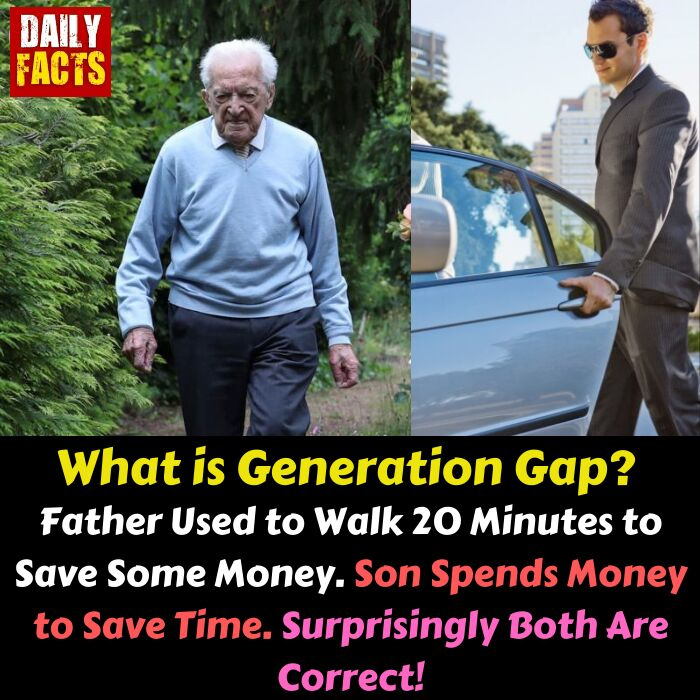 DAILY
FACTS
What is Generation Gap?
Father Used to Walk 20 Minutes to
Save Some Money. Son Spends Money
to Save Time. Surprisingly Both Are
Correct!